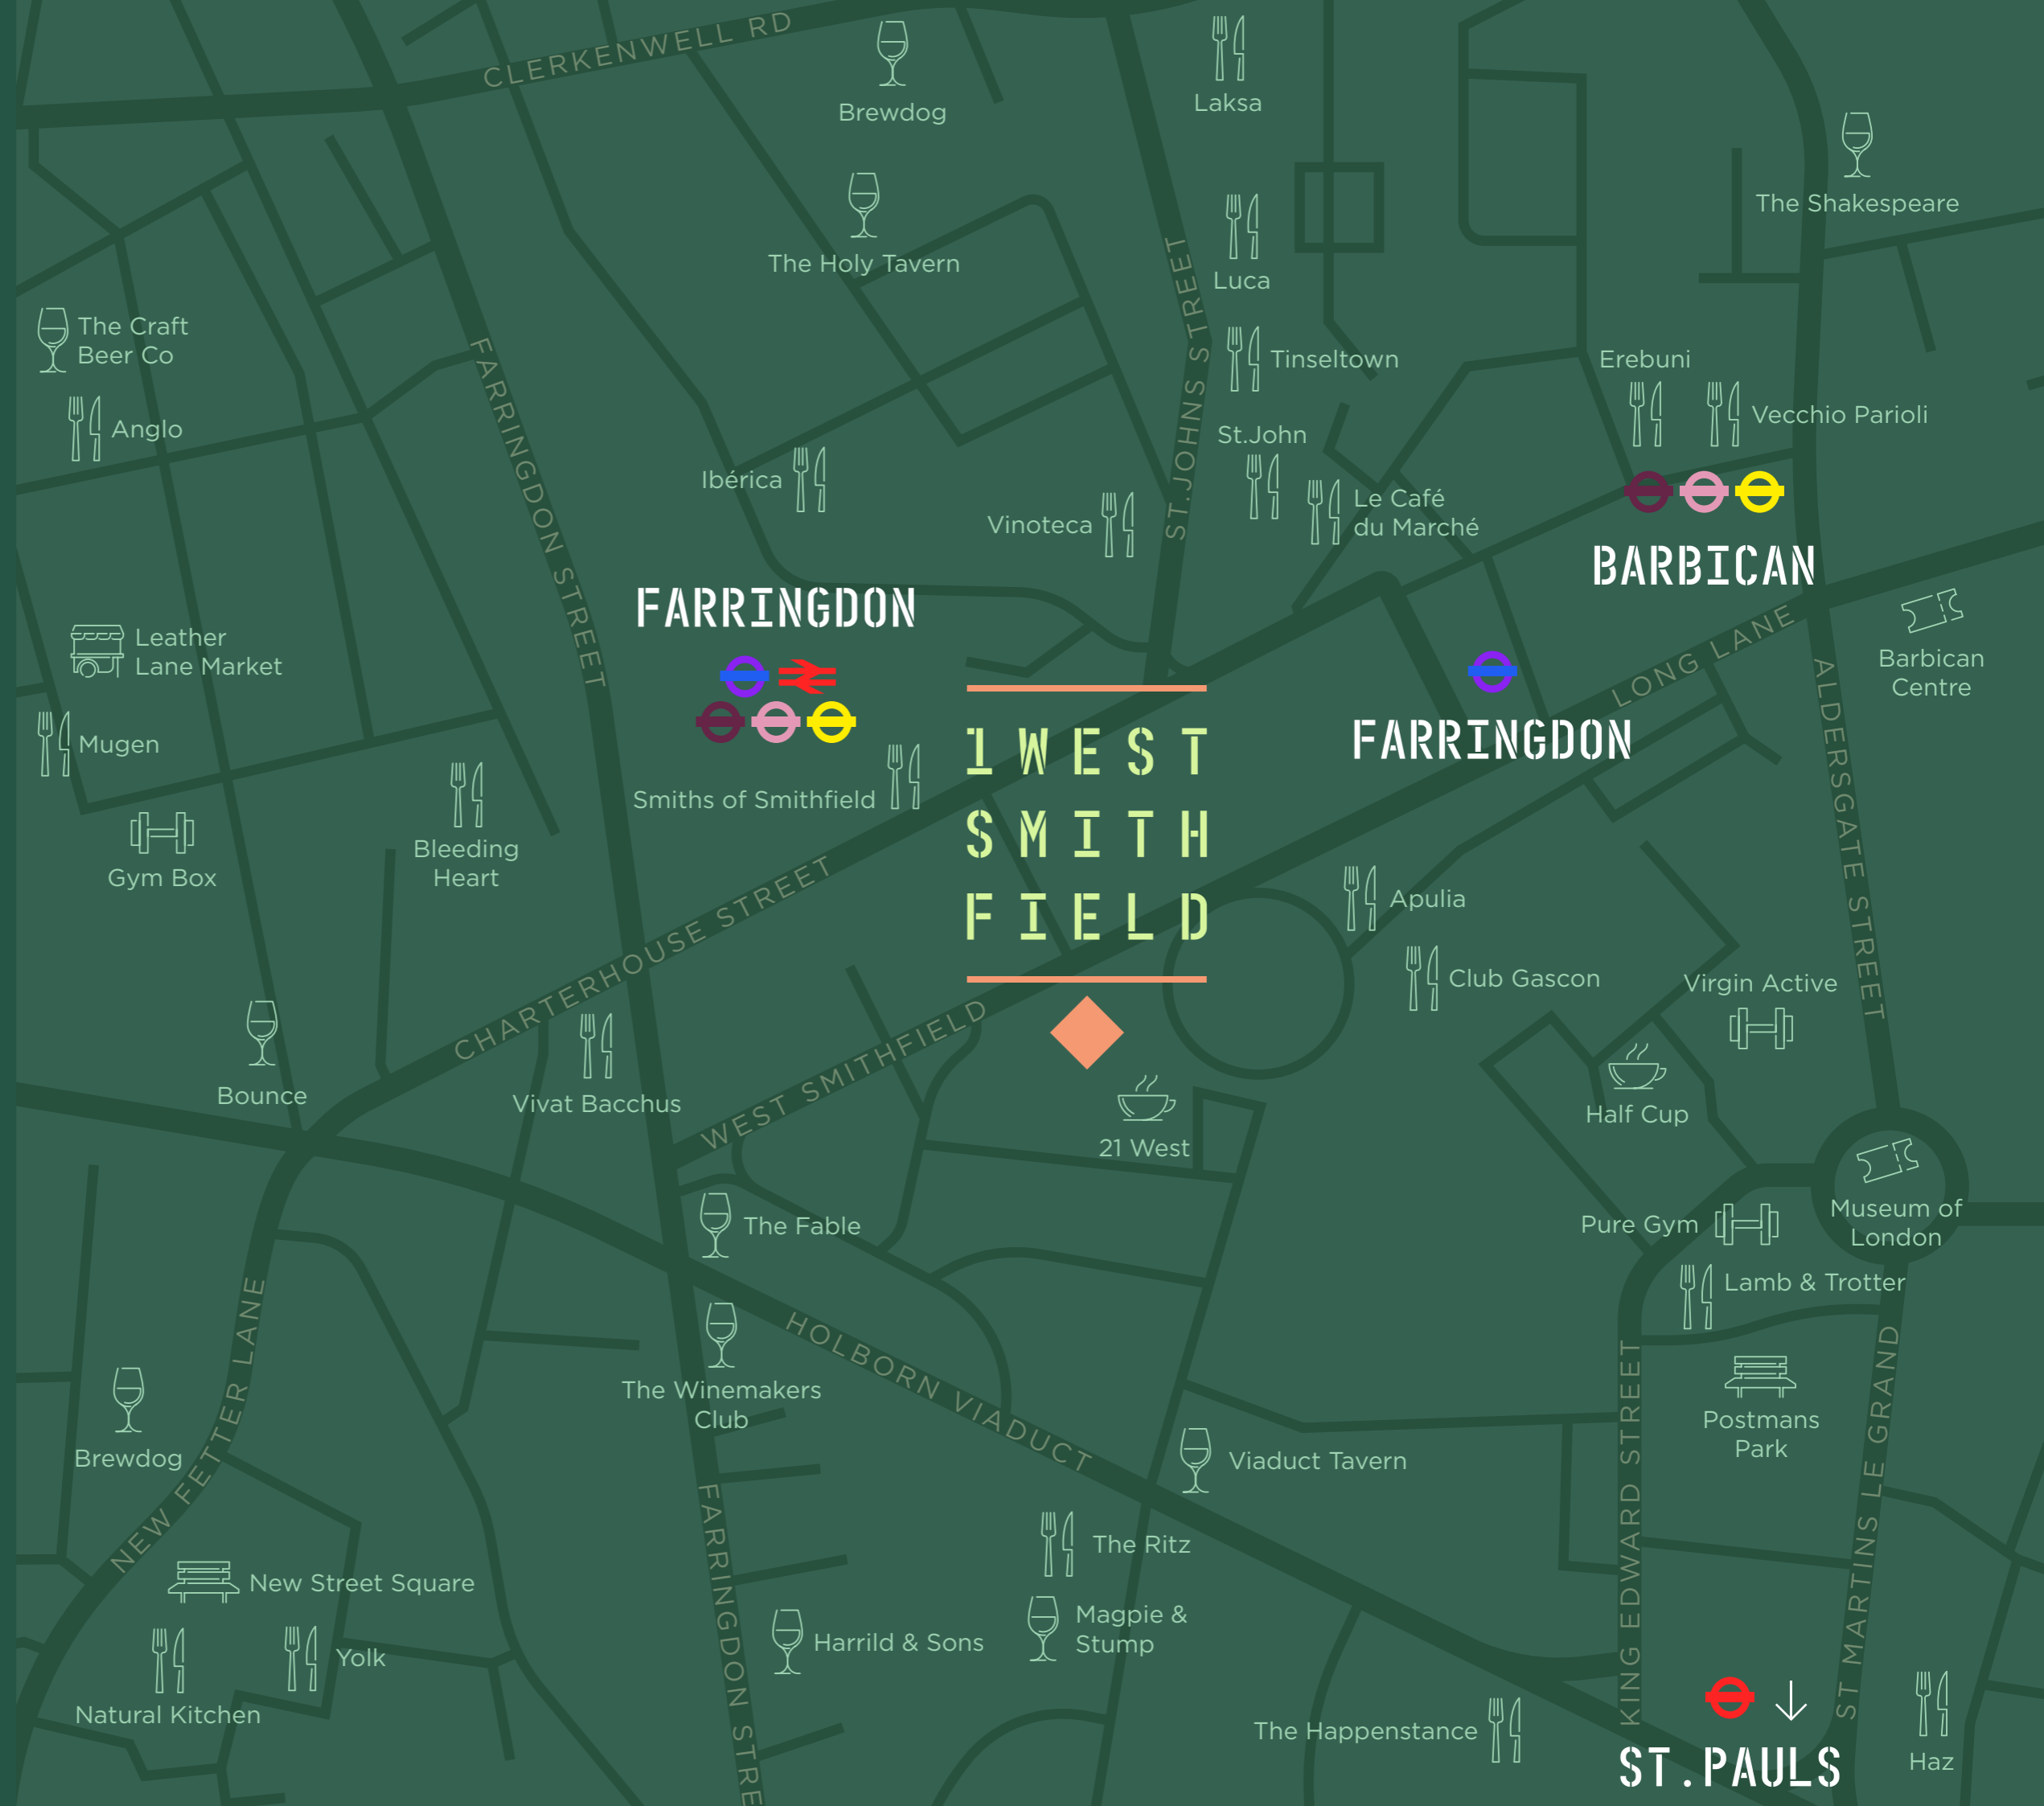 CLERKENWELL RD
Brewdog
Laksa
The Shakespeare
The Holy Tavern
Luca
The Craft
Beer Co
Tinseltown
Erebuni
Vecchio Parioli
Anglo
FARRINGDON STREET
ST.JOHNS STREET
St.John
Ibérica
Vinoteca
Le Café
du Marché
BARBICAN
FARRINGDON
Leather
Lane Market
LONG LANE
Barbican
Centre
ALDERSGATE STREET
FARRINGDON
Mugen
1 WEST
SMITH
FIELD
Smiths of Smithfield
Bleeding
Heart
Gym Box
CHARTERHOUSE STREET
Apulia
Club Gascon
Virgin Active
WEST SMITHFIELD
Bounce
Vivat Bacchus
21 West
Half Cup
The Fable
Pure Gym
Museum of
London
Lamb & Trotter
NEW FETTER LANE
HOLBORN VIADUCT
The Winemakers
Club
KING EDWARD STREET
ST MARTINS LE GRAND
Postmans
Park
Brewdog
Viaduct Tavern
FARRINGDON STRE
The Ritz
New Street Square
Magpie &
Stump
Harrild & Sons
Yolk
Natural Kitchen
The Happenstance
ST.PAULS
Haz